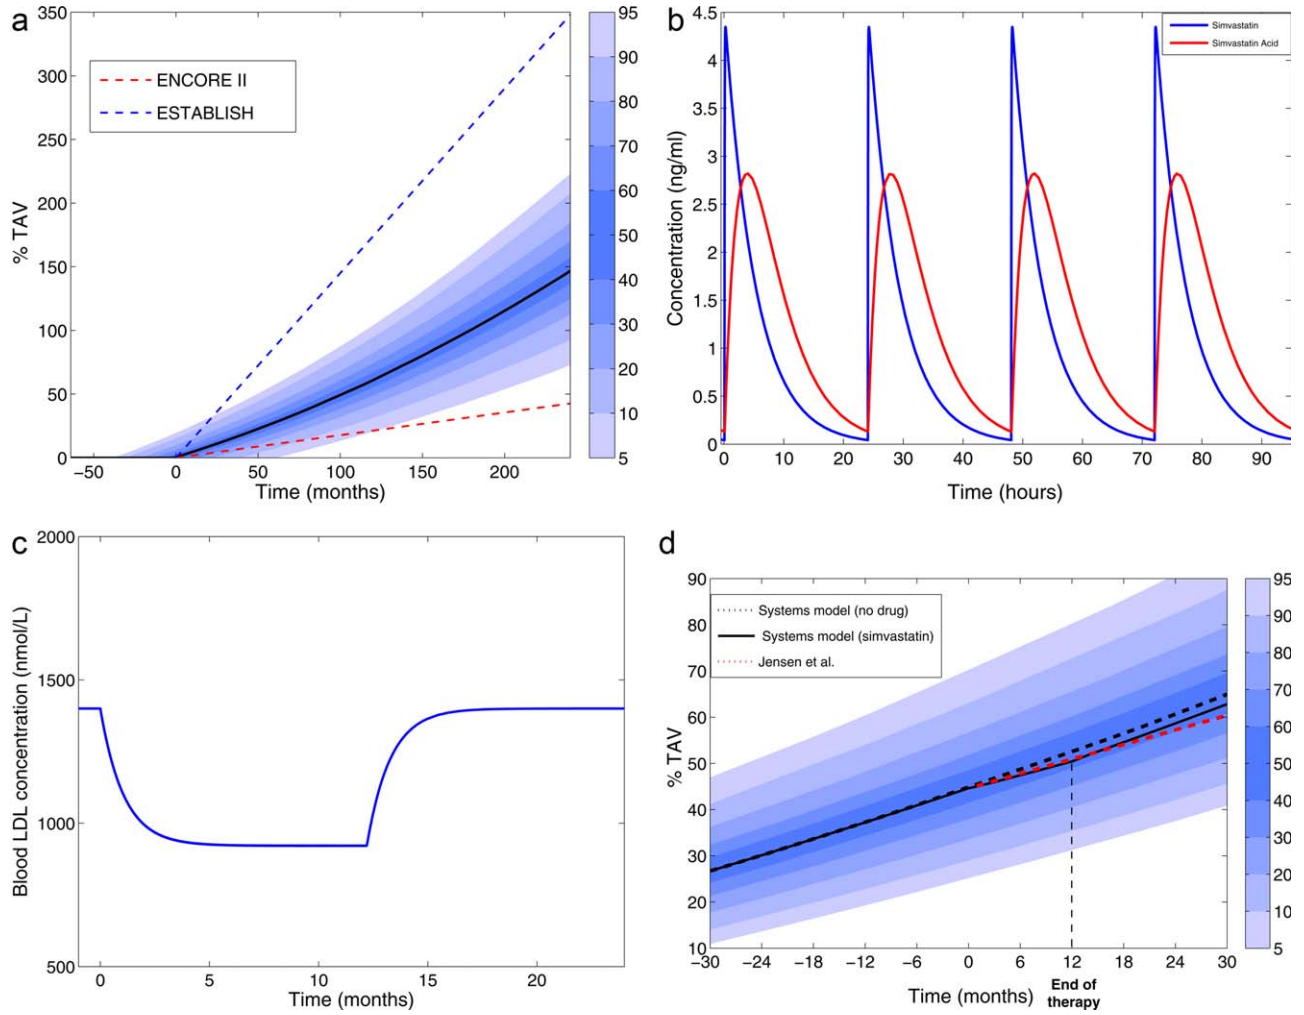 a
350
300
250
200
150
100
50
0
% TAV
ENCORE II
ESTABLISH
−50 0 50 100 150 200
Time (months)
95
90
80
70
60
50
40
30
20
10
5
b
4.5
4
3.5
3
2.5
2
1.5
1
0.5
0
Concentration (ng/ml)
Simvastatin
Simvastatin Acid
0 10 20 30 40 50 60 70 80 90
Time (hours)
c
2000
1500
1000
500
Blood LDL concentration (nmol/L)
0 5 10 15 20
Time (months)
d
90
80
70
60
50
40
30
20
10
% TAV
Systems model (no drug)
Systems model (simvastatin)
Jensen et al.
−30 −24 −18 −12 −6 0 6 12 18 24 30
Time (months)
End of
therapy
95
90
80
70
60
50
40
30
20
10
5